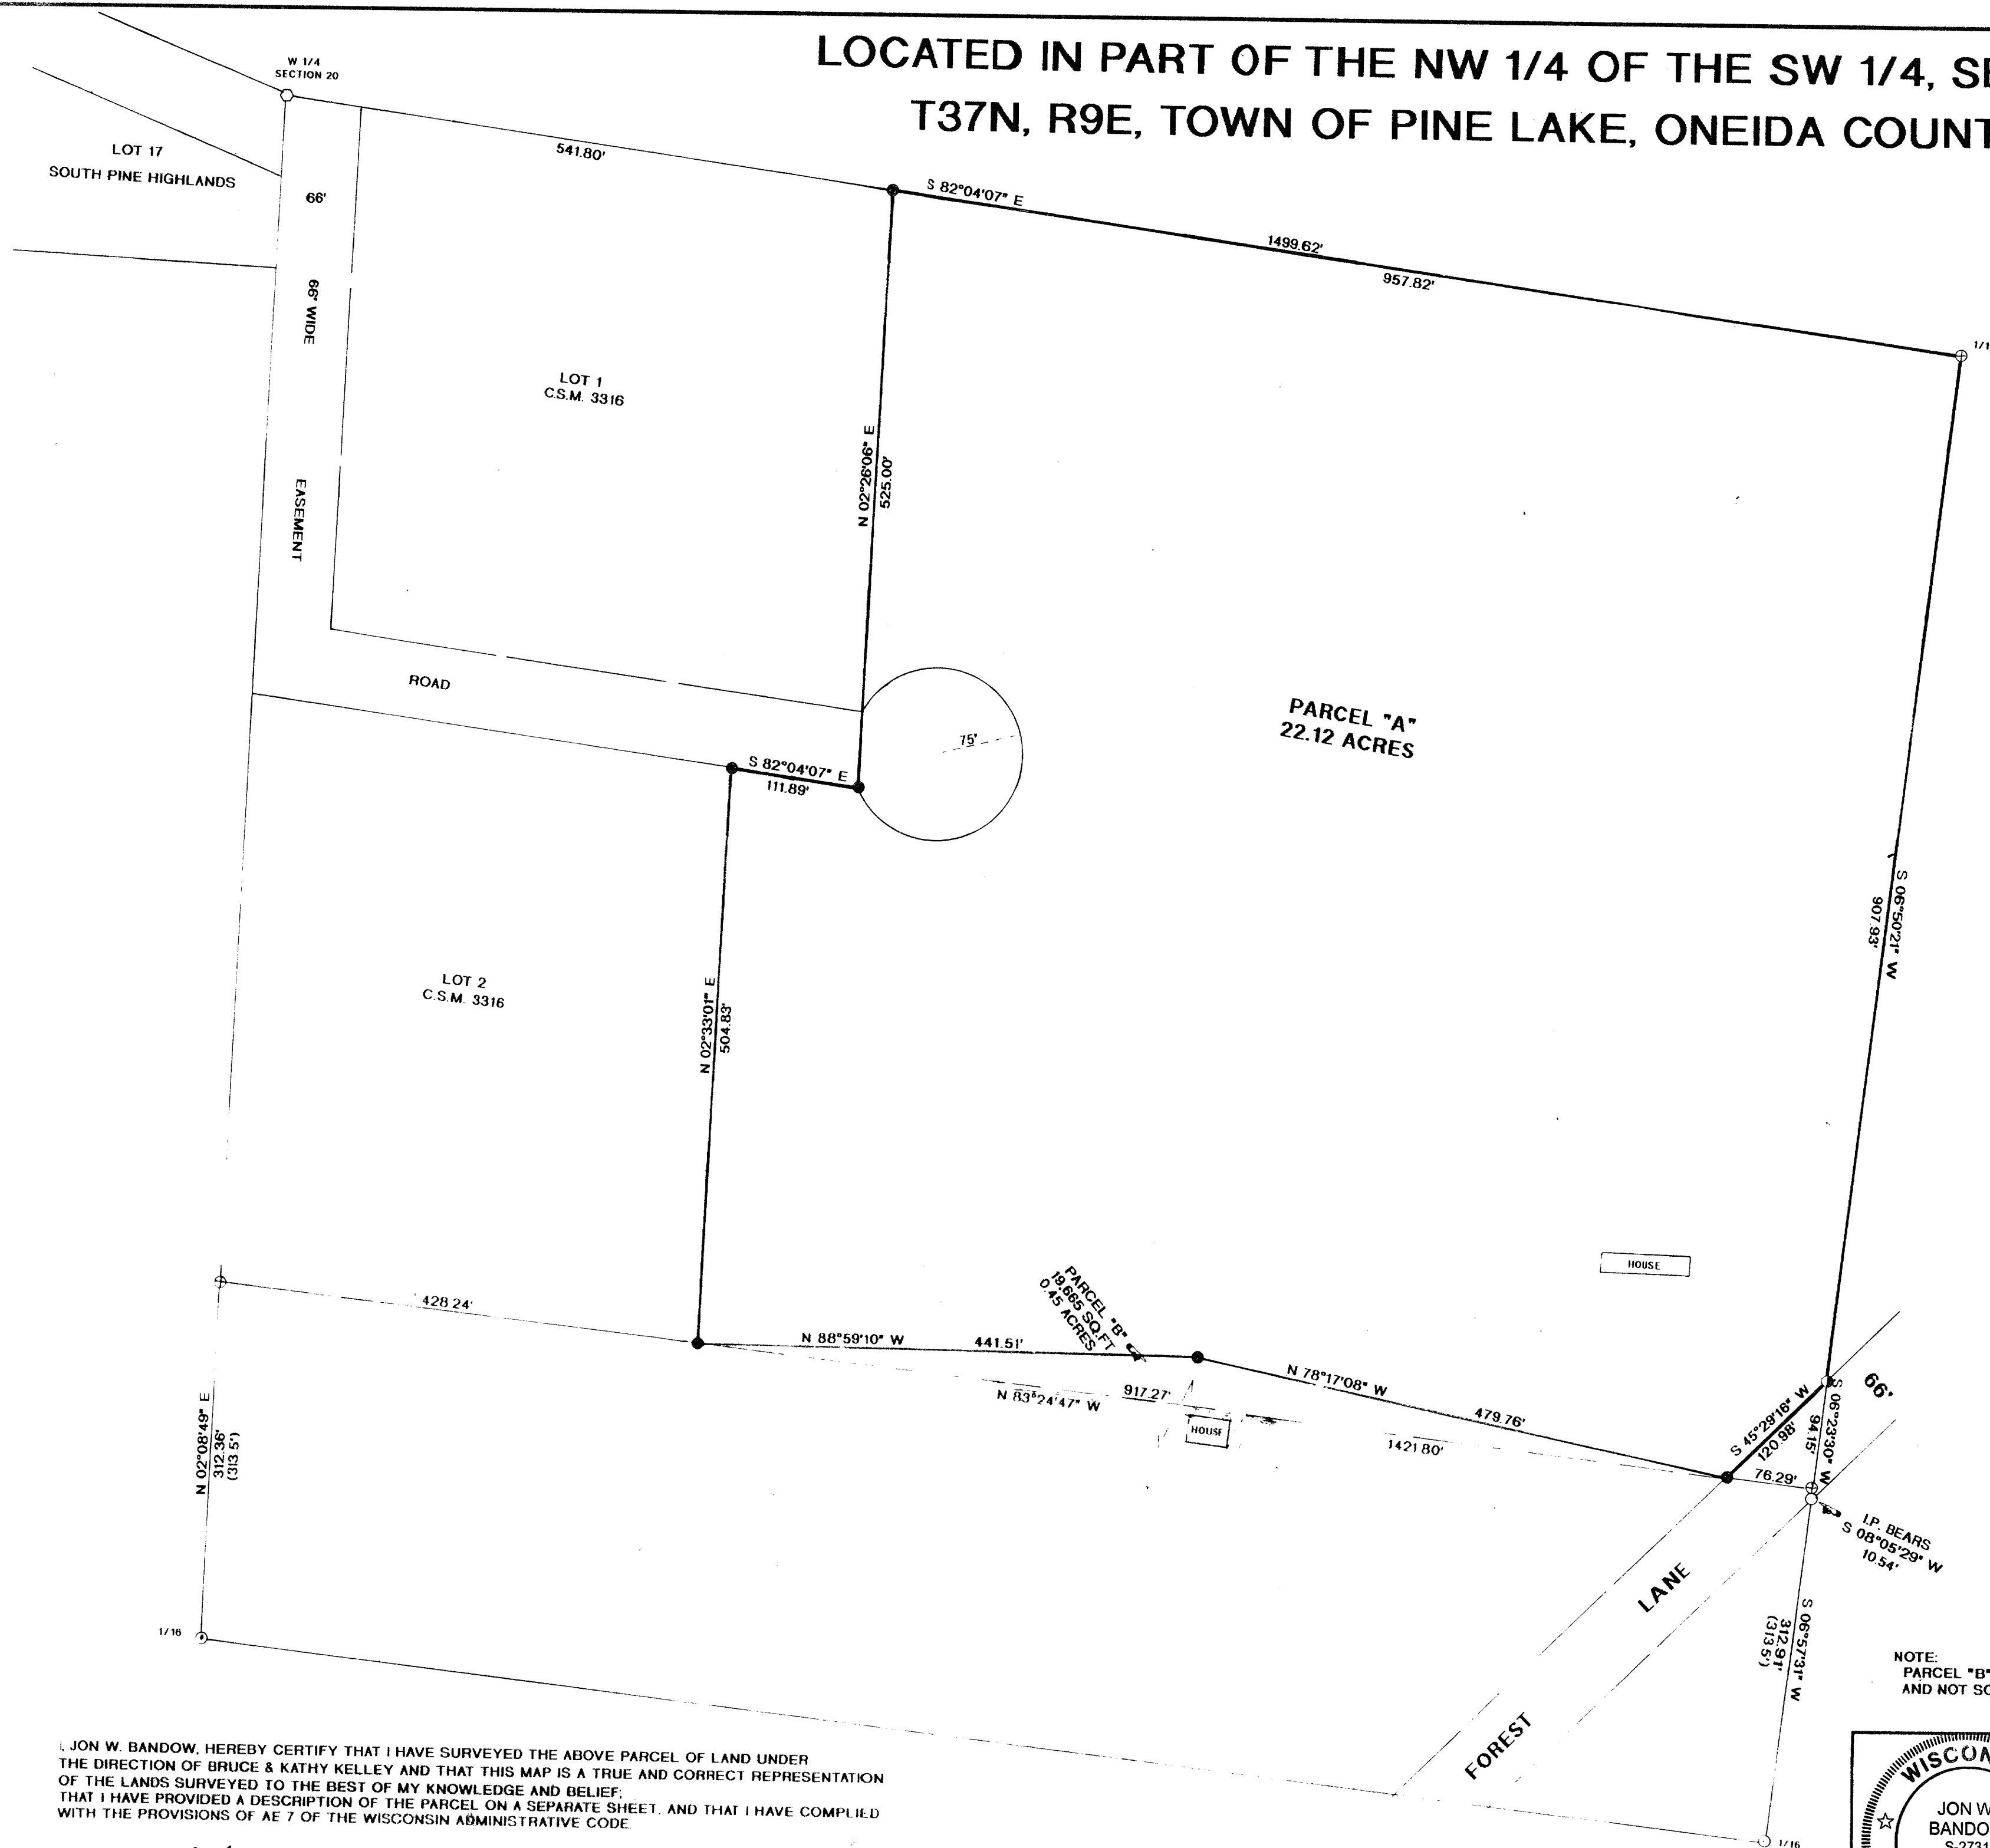 LOCATED IN PART OF THE NW 1/4 OF THE SW 1/4,
T37N, R9E, TOWN OF PINE LAKE, ONEIDA
W 1/4
SECTION 20
LOT 17
SOUTH PINE HIGHLANDS
66'
541.80'
S 82°04'07" E
1499.62'
957.82'
66' WIDE
EASEMENT
ROAD
LOT 1
C.S.M. 3316
N 02°26'06" E
525.00'
75'
PARCEL "A"
22.12 ACRES
S 82°04'07" E
111.89'
S 06°50'21" W
907.93'
LOT 2
C.S.M. 3316
N 02°33'01" E
504.83'
HOUSE
PARCEL "B"
19,665 SQ.FT
0.45 ACRES
428.24'
N 88°59'10" W 441.51'
N 78°17'08" W
479.76'
N 83°24'47" W
917.27'
HOUSE
1421.80'
S 45°29'16" W
120.98'
S 06°23'30" W
94.15'
66'
76.29'
I.P. BEARS
S 08°05'29" W
10.54'
N 02°08'49" E
312.36'
(313.5')
S 06°57'31" W
312.91'
(313.5')
FOREST LANE
1/16
1/16
NOTE:
PARCEL "B"
AND NOT
I, JON W. BANDOW, HEREBY CERTIFY THAT I HAVE SURVEYED THE ABOVE PARCEL OF LAND UNDER
THE DIRECTION OF BRUCE & KATHY KELLEY AND THAT THIS MAP IS A TRUE AND CORRECT REPRESENTATION
OF THE LANDS SURVEYED TO THE BEST OF MY KNOWLEDGE AND BELIEF;
THAT I HAVE PROVIDED A DESCRIPTION OF THE PARCEL ON A SEPARATE SHEET, AND THAT I HAVE COMPLIED
WITH THE PROVISIONS OF AE 7 OF THE WISCONSIN ADMINISTRATIVE CODE.
WISCON
JON W
BANDO
S-2731